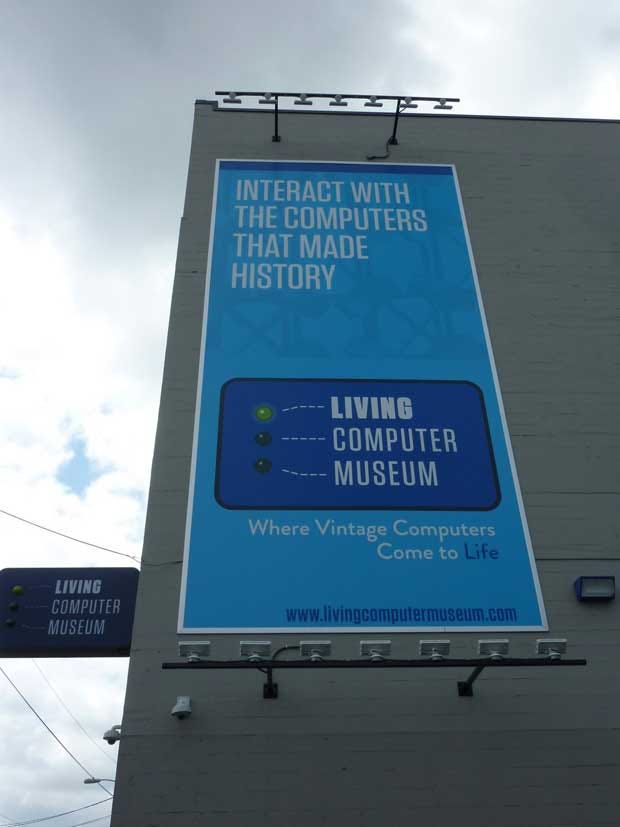 INTERACT WITH
THE COMPUTERS
THAT MADE
HISTORY
LIVING
COMPUTER
MUSEUM
Where Vintage Computers
Come to Life
www.livingcomputermuseum.com
LIVING
COMPUTER
MUSEUM